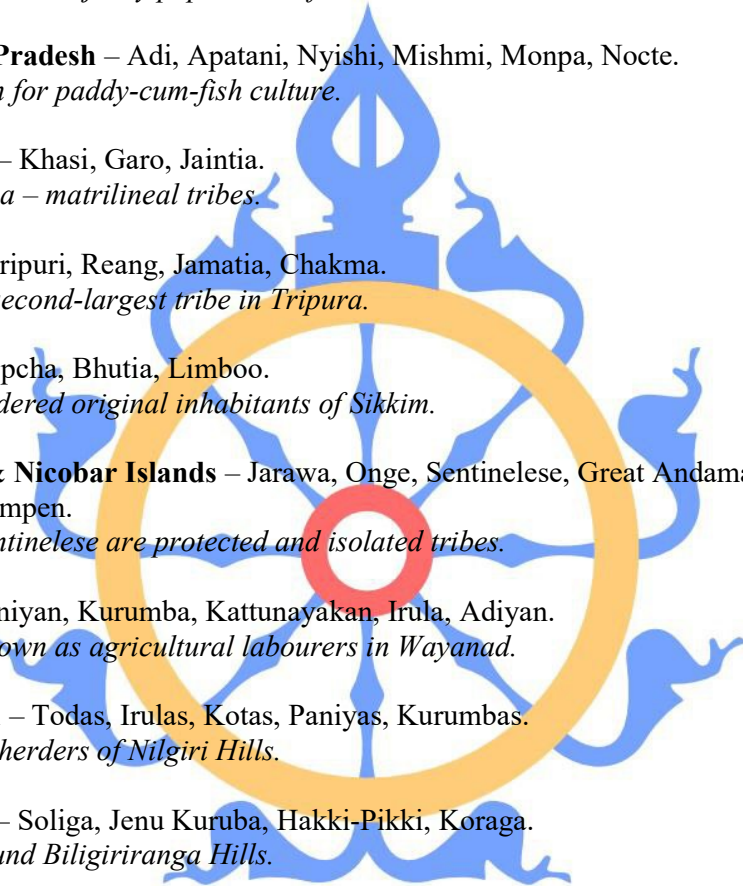 Pradesh – Adi, Apatani, Nyishi, Mishmi, Monpa, Nocte.
for paddy-cum-fish culture.
– Khasi, Garo, Jaintia.
– matrilineal tribes.
ripuri, Reang, Jamatia, Chakma.
second-largest tribe in Tripura.
pcha, Bhutia, Limboo.
dered original inhabitants of Sikkim.
& Nicobar Islands – Jarawa, Onge, Sentinelese, Great Andama
mpen.
ntinelese are protected and isolated tribes.
niyan, Kurumba, Kattunayakan, Irula, Adiyan.
own as agricultural labourers in Wayanad.
– Todas, Irulas, Kotas, Paniyas, Kurumbas.
herders of Nilgiri Hills.
– Soliga, Jenu Kuruba, Hakki-Pikki, Koraga.
und Biligiriranga Hills.